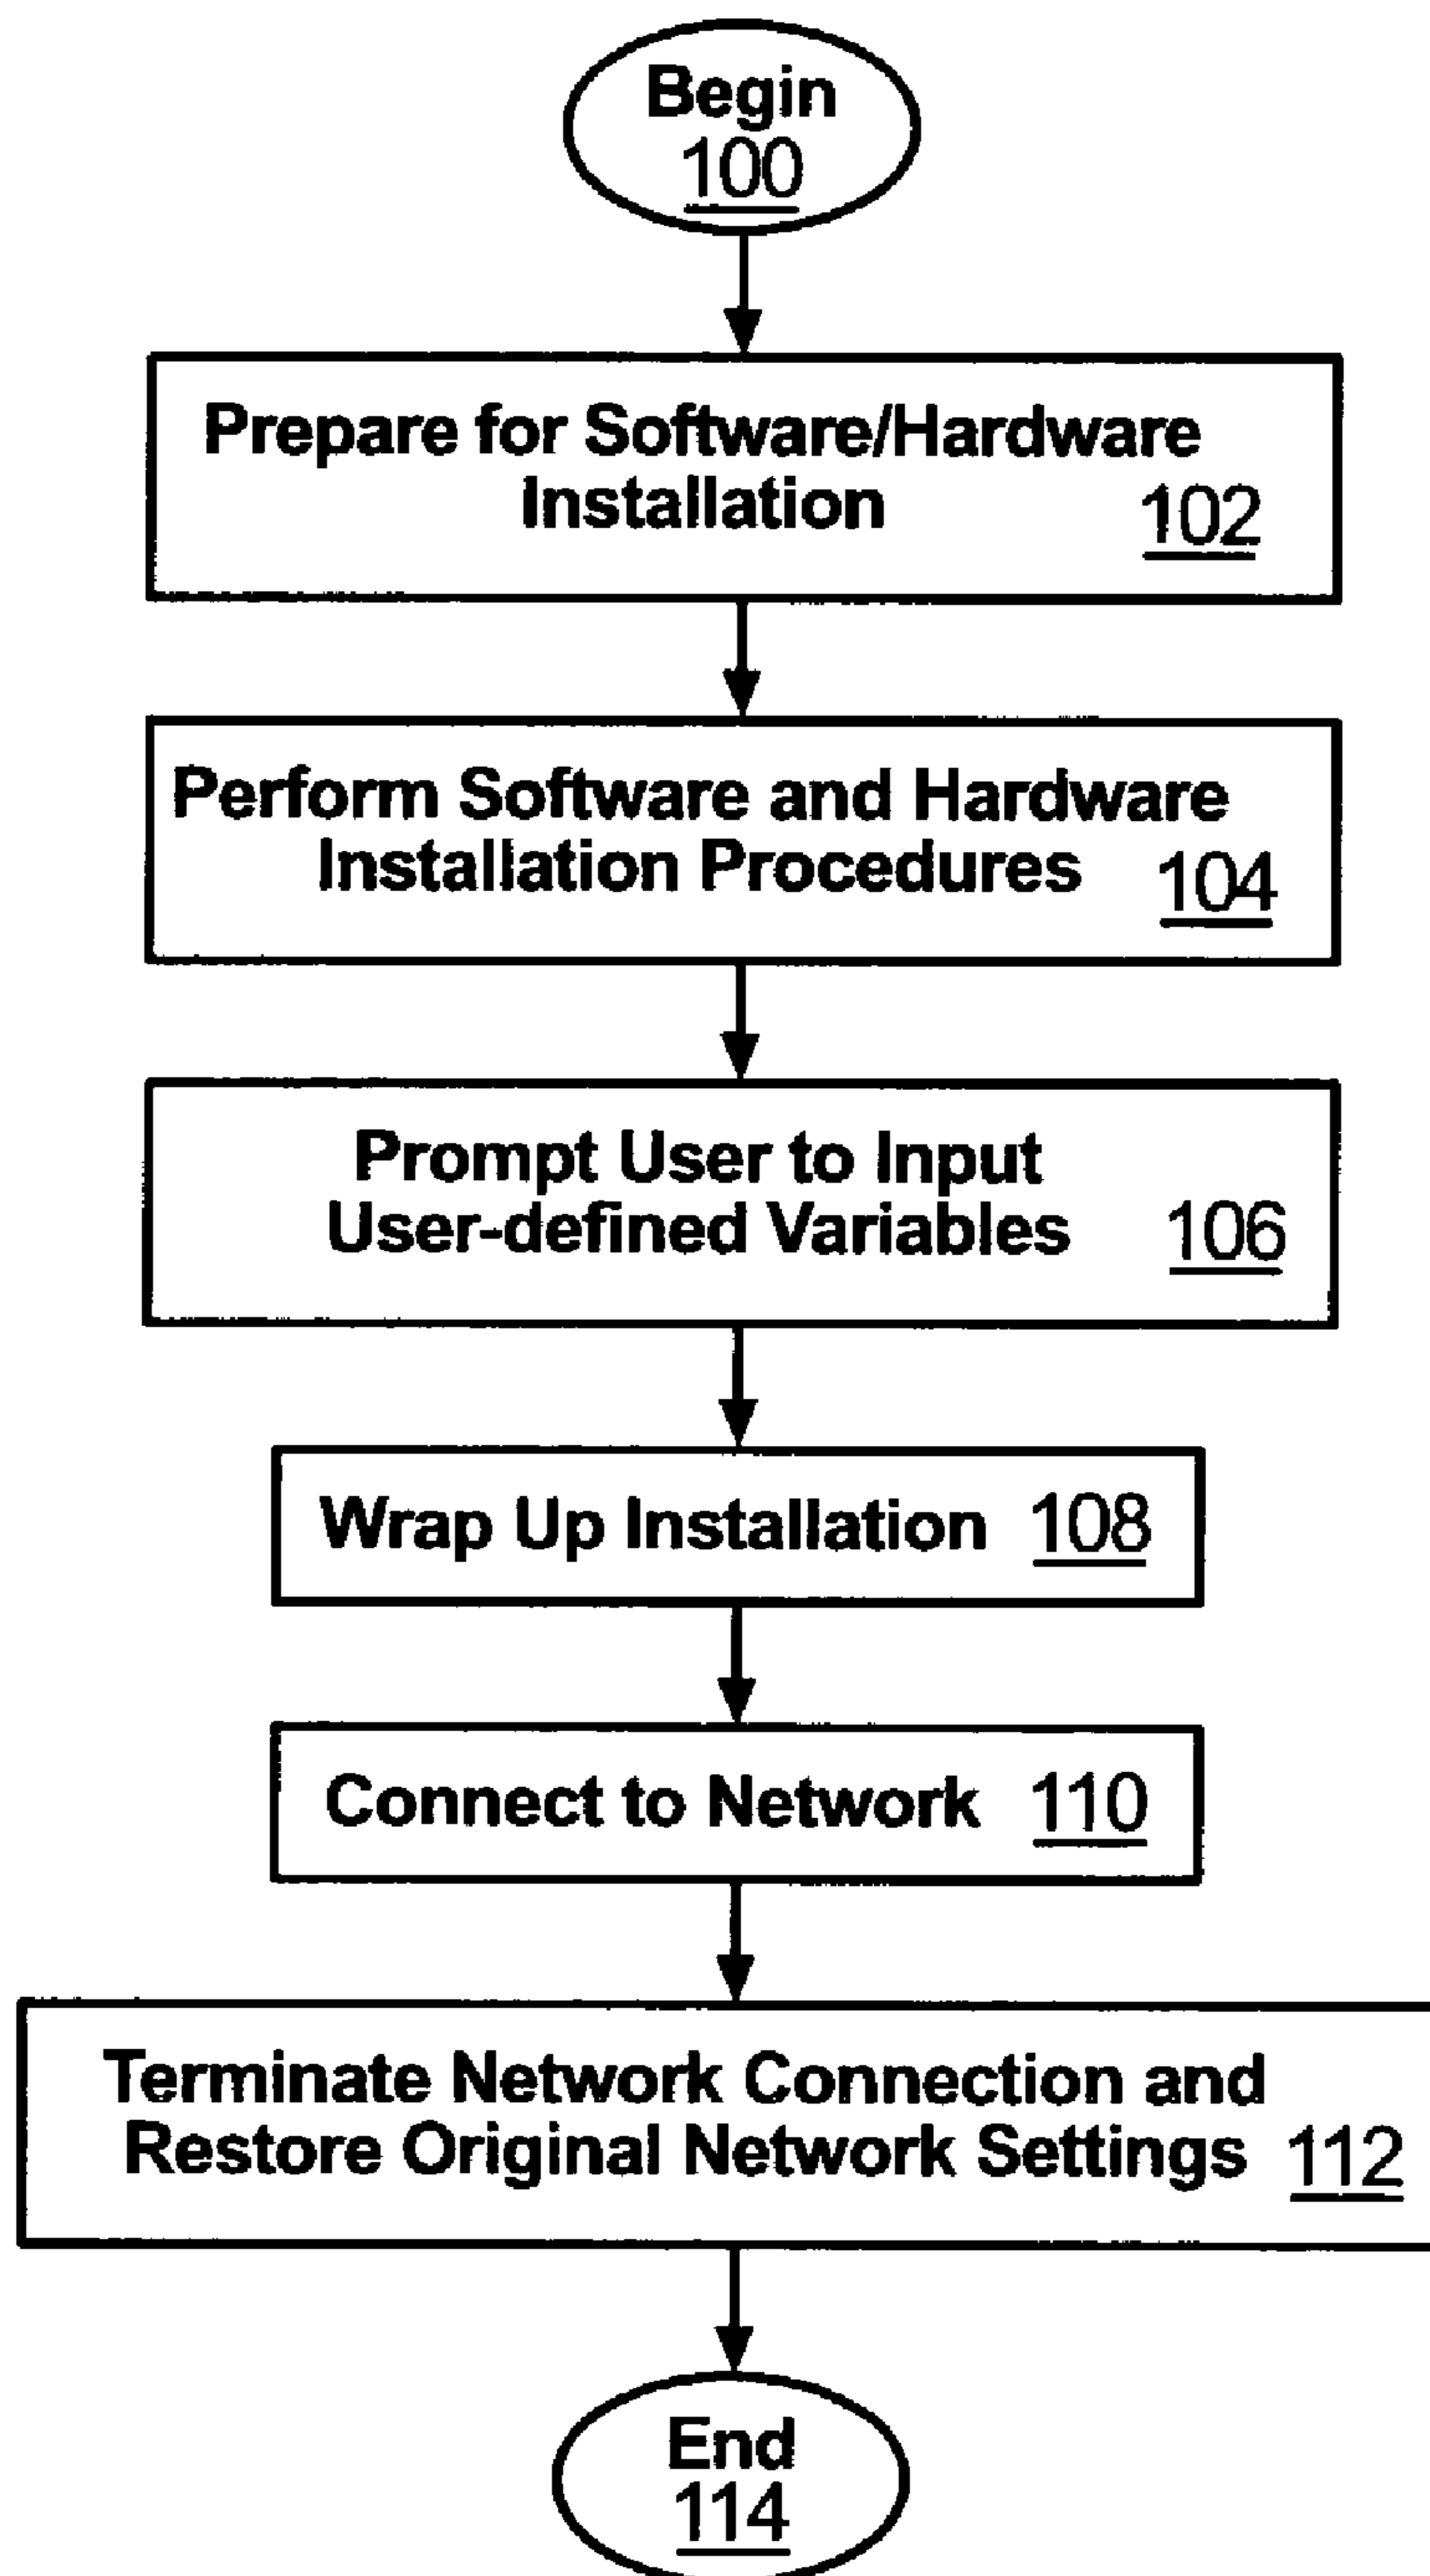 Begin
100
Prepare for Software/Hardware
Installation 102
Perform Software and Hardware
Installation Procedures 104
Prompt User to Input
User-defined Variables 106
Wrap Up Installation 108
Connect to Network 110
Terminate Network Connection and
Restore Original Network Settings 112
End
114